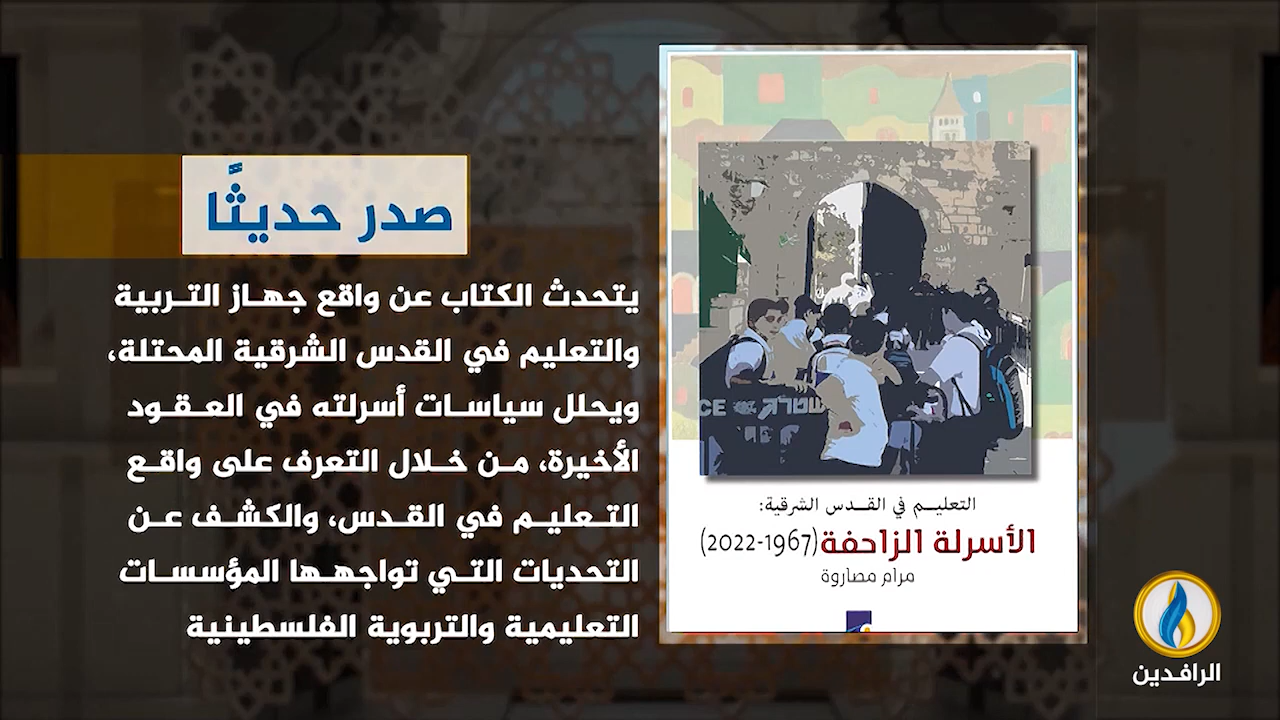 صدر حديثًا
يتحدث الكتاب عن واقع جهاز التربية
والتعليم في القدس الشرقية المحتلة،
ويحلل سياسات أسرلته في العقود
الأخيرة، من خلال التعرف على واقع
التعليم في القدس، والكشف عن
التحديات التي تواجهها المؤسسات
التعليمية والتربوية الفلسطينية
משטרה CE
التعليم في القدس الشرقية:
الأسرلة الزاحفة (1967-2022)
مرام مصاروة
الرافدين